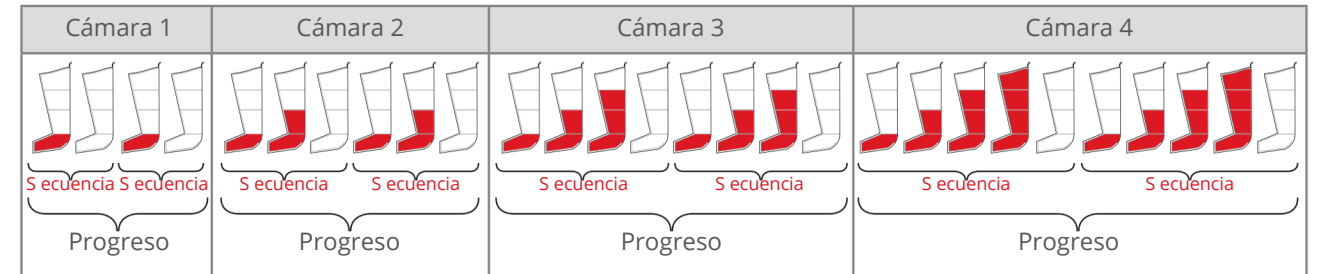 Cámara 1 Cámara 2 Cámara 3 Cámara 4
S ecuencia S ecuencia S ecuencia S ecuencia S ecuencia S ecuencia S ecuencia S ecuencia
Progreso Progreso Progreso Progreso